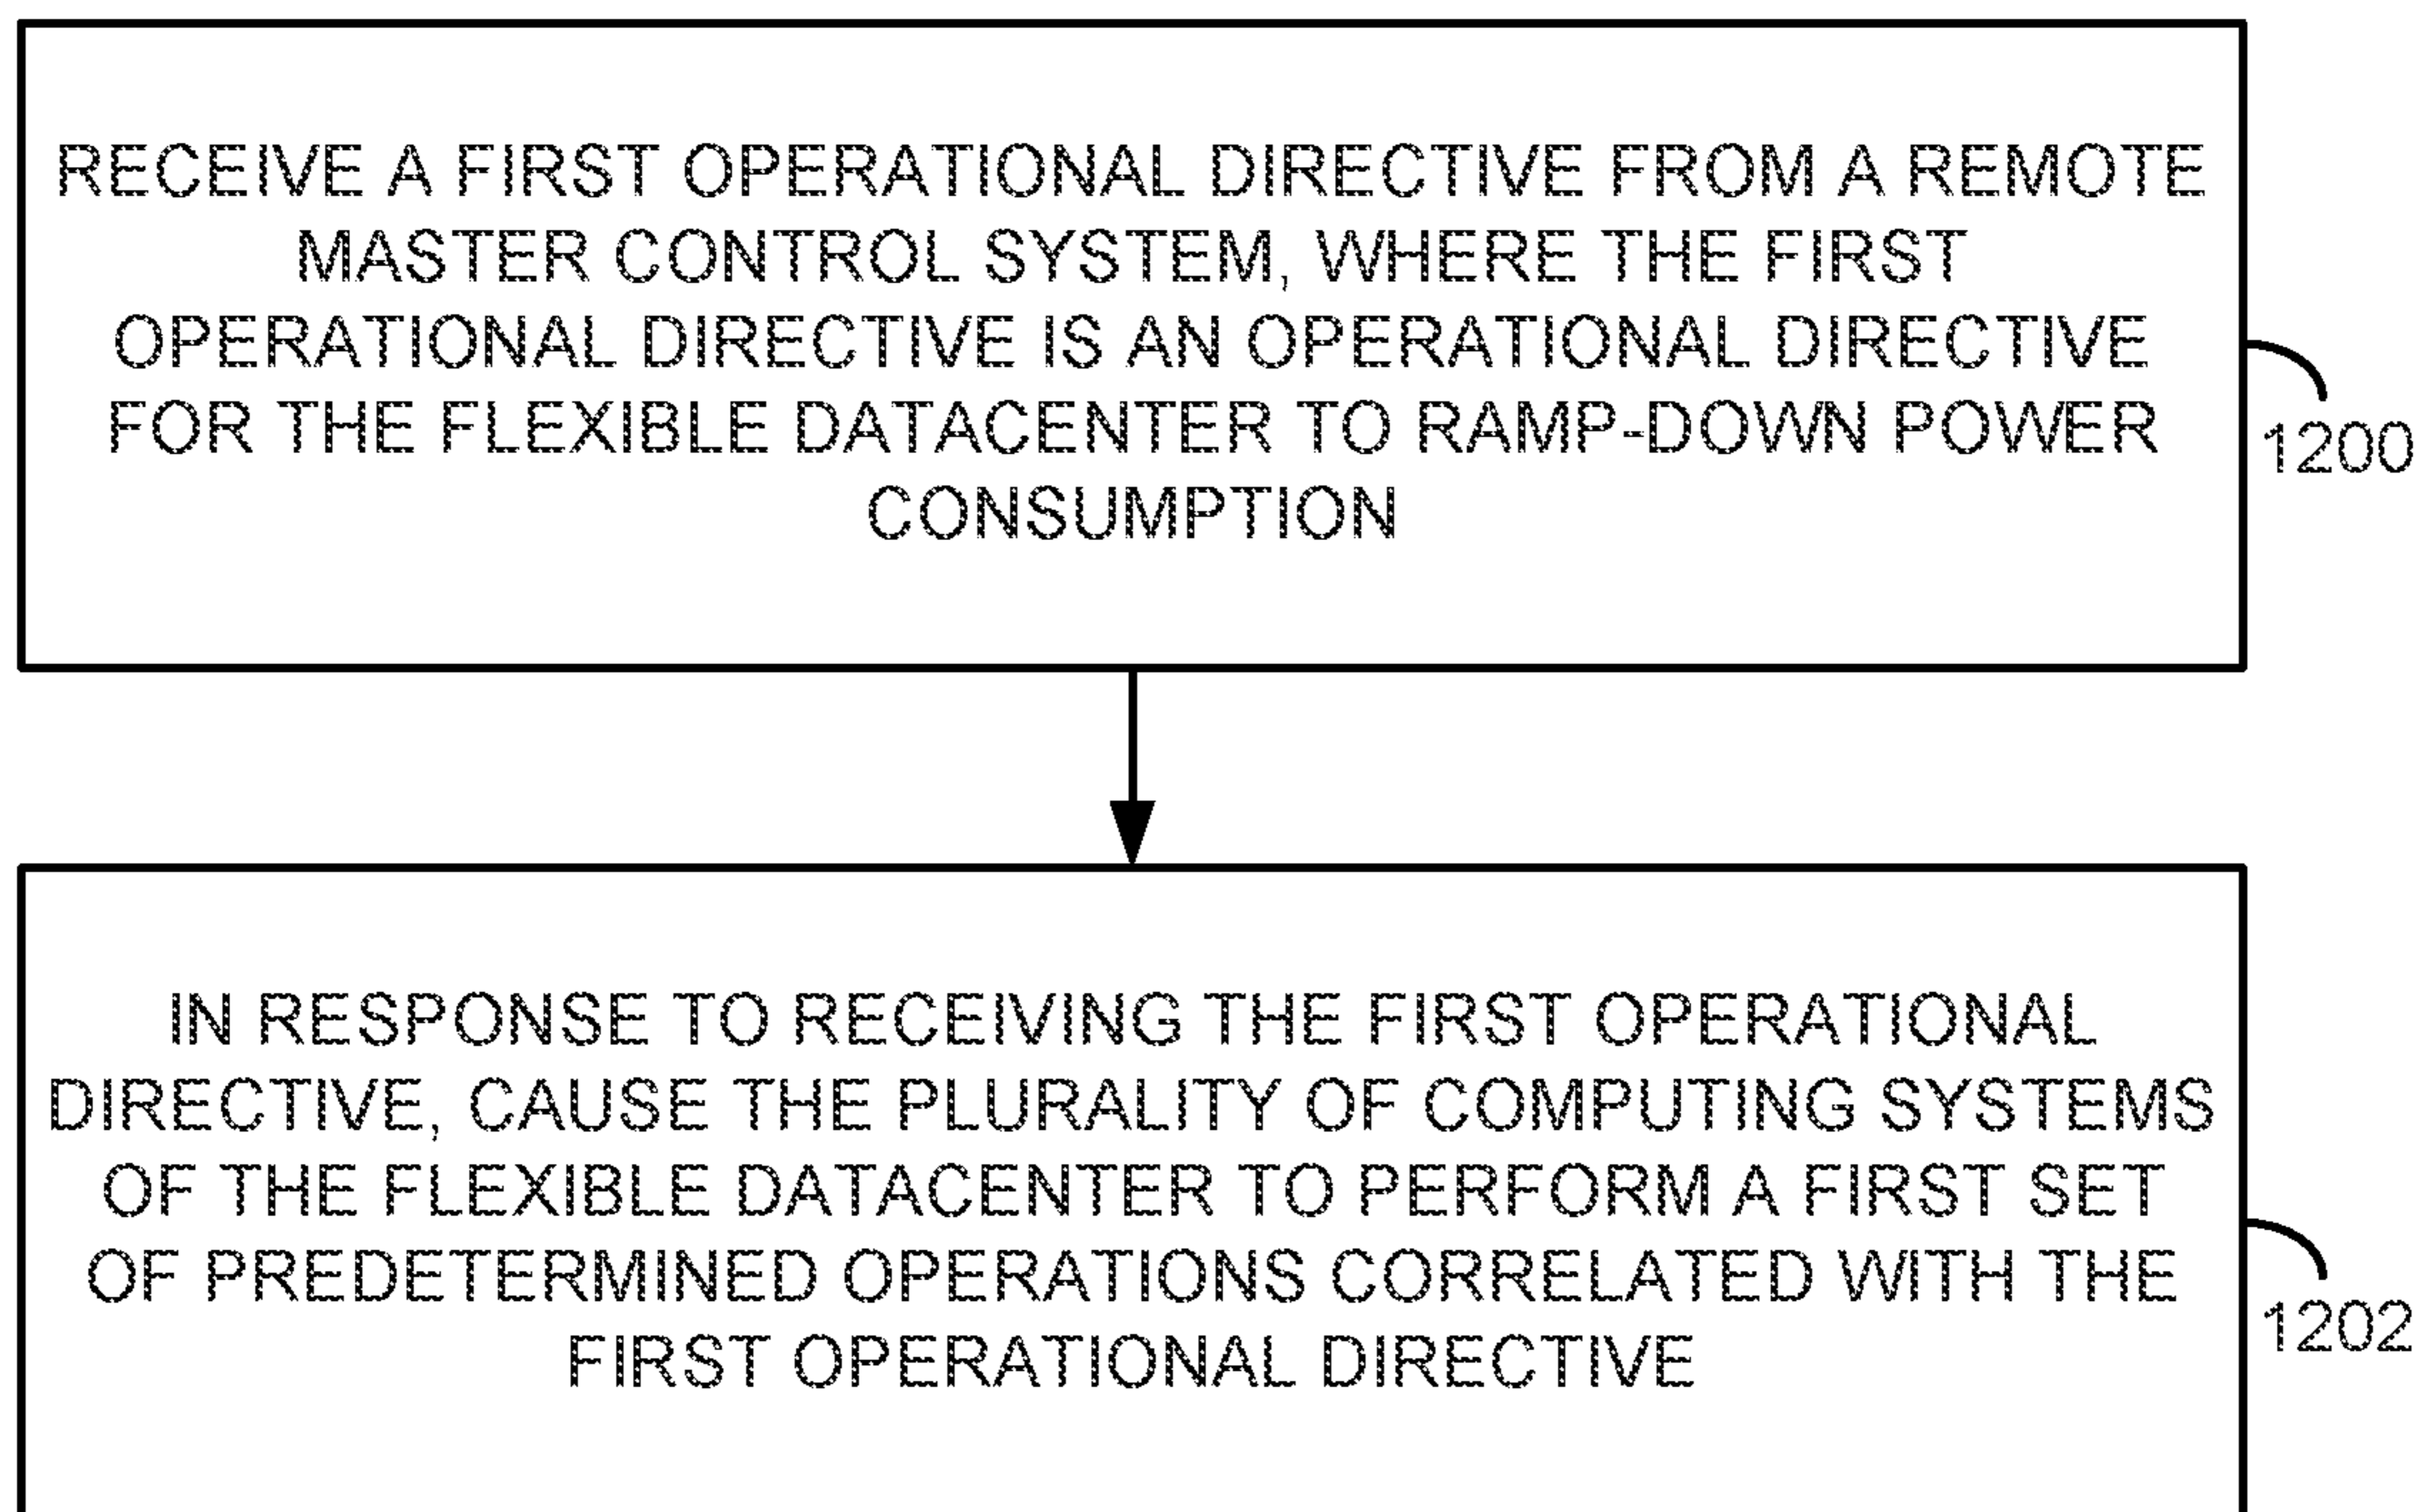 RECEIVE A FIRST OPERATIONAL DIRECTIVE FROM A REMOTE
MASTER CONTROL SYSTEM, WHERE THE FIRST
OPERATIONAL DIRECTIVE IS AN OPERATIONAL DIRECTIVE
FOR THE FLEXIBLE DATACENTER TO RAMP-DOWN POWER
CONSUMPTION
1200
IN RESPONSE TO RECEIVING THE FIRST OPERATIONAL
DIRECTIVE, CAUSE THE PLURALITY OF COMPUTING SYSTEMS
OF THE FLEXIBLE DATACENTER TO PERFORM A FIRST SET
OF PREDETERMINED OPERATIONS CORRELATED WITH THE
FIRST OPERATIONAL DIRECTIVE
1202